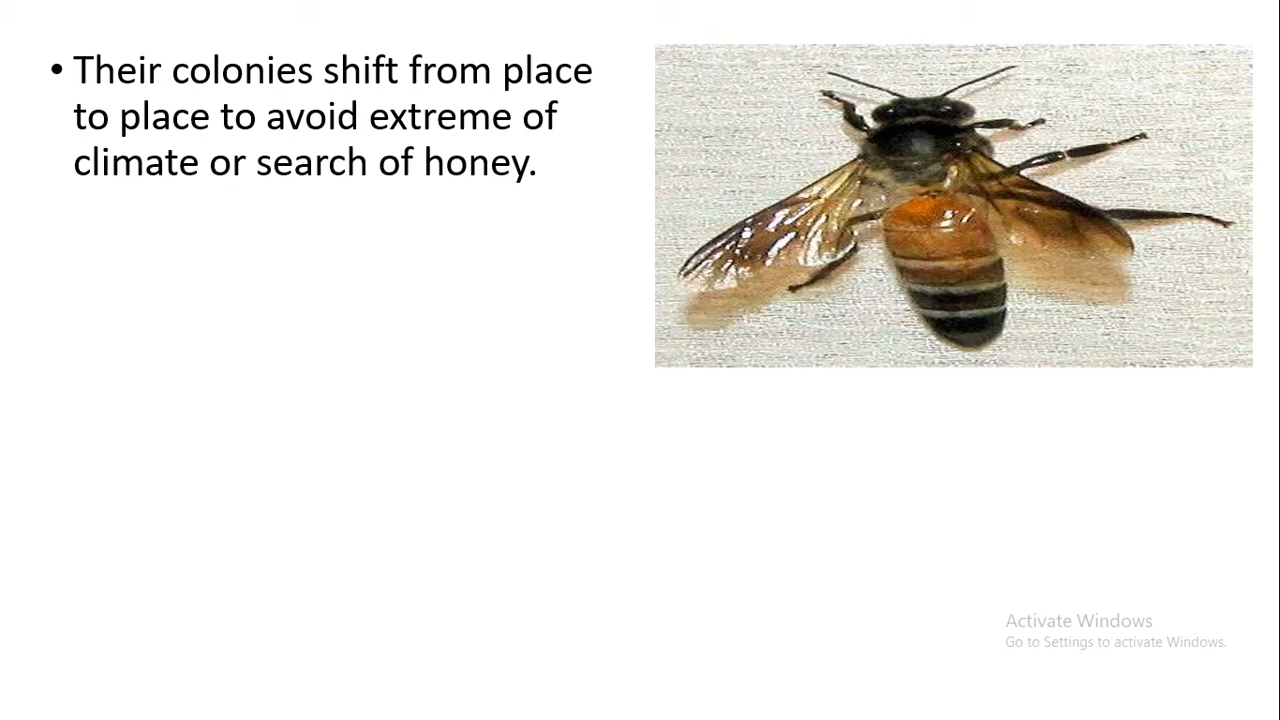 • Their colonies shift from place
to place to avoid extreme of
climate or search of honey.
Activate Windows
Go to Settings to activate Windows.